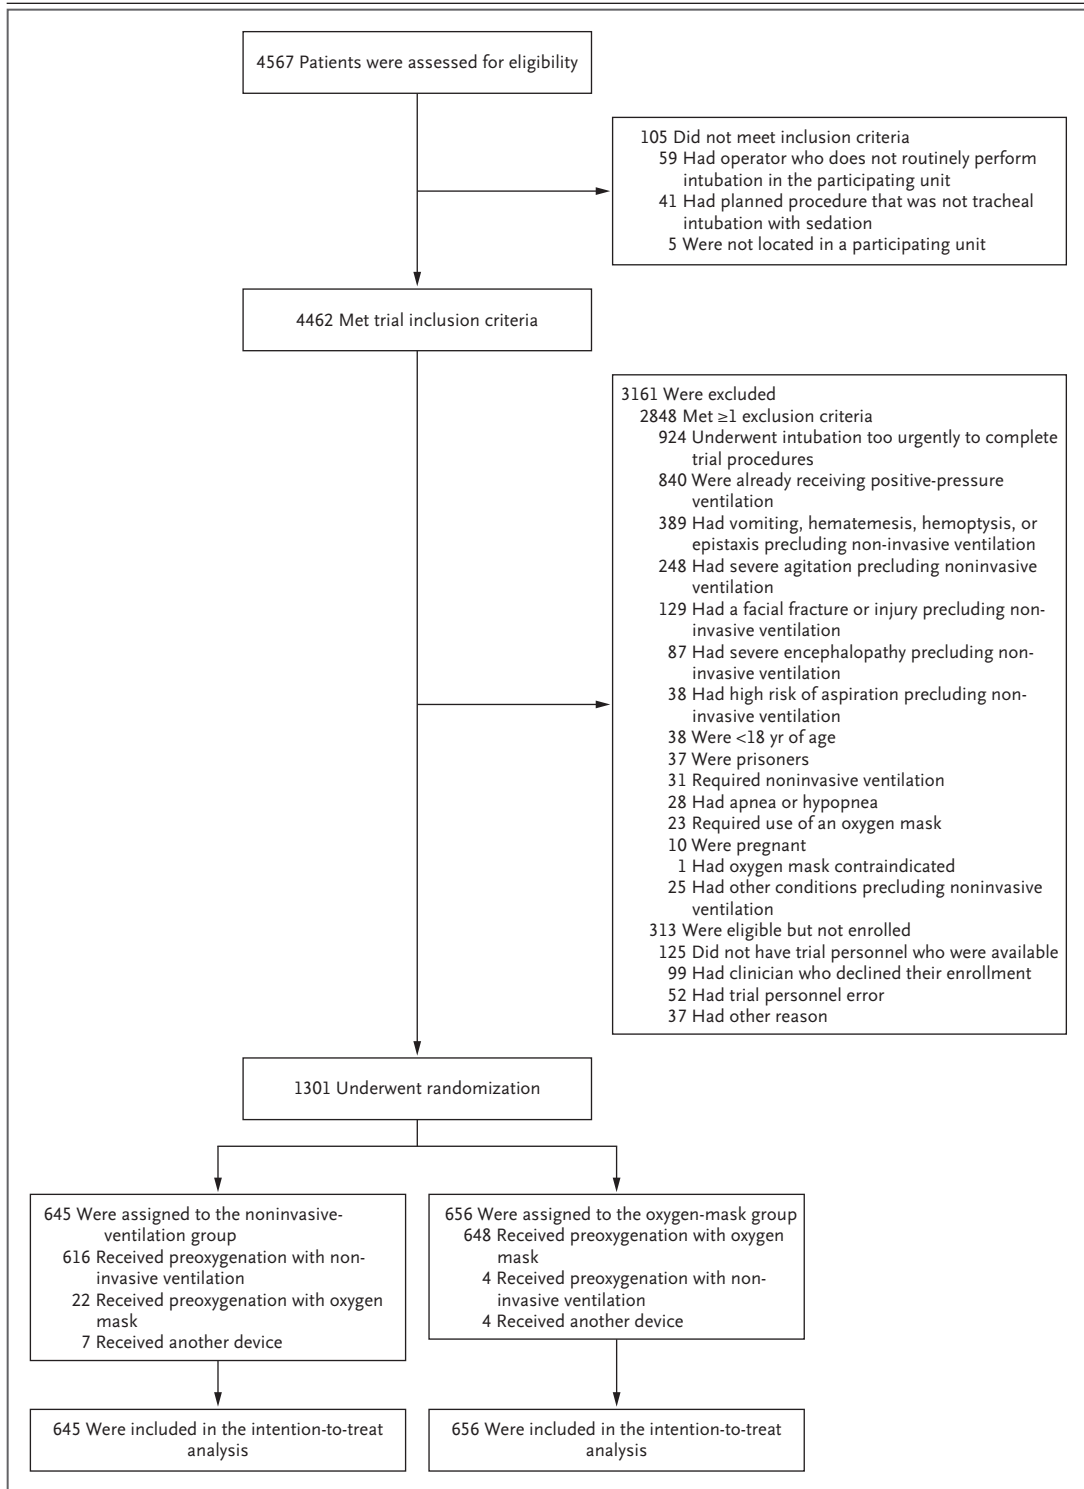 4567 Patients were assessed for eligibility
105 Did not meet inclusion criteria
59 Had operator who does not routinely perform
intubation in the participating unit
41 Had planned procedure that was not tracheal
intubation with sedation
5 Were not located in a participating unit
4462 Met trial inclusion criteria
3161 Were excluded
2848 Met ≥1 exclusion criteria
924 Underwent intubation too urgently to complete
trial procedures
840 Were already receiving positive-pressure
ventilation
389 Had vomiting, hematemesis, hemoptysis, or
epistaxis precluding non-invasive ventilation
248 Had severe agitation precluding noninvasive
ventilation
129 Had a facial fracture or injury precluding non-
invasive ventilation
87 Had severe encephalopathy precluding non-
invasive ventilation
38 Had high risk of aspiration precluding non-
invasive ventilation
38 Were <18 yr of age
37 Were prisoners
31 Required noninvasive ventilation
28 Had apnea or hypopnea
23 Required use of an oxygen mask
10 Were pregnant
1 Had oxygen mask contraindicated
25 Had other conditions precluding noninvasive
ventilation
313 Were eligible but not enrolled
125 Did not have trial personnel who were available
99 Had clinician who declined their enrollment
52 Had trial personnel error
37 Had other reason
1301 Underwent randomization
645 Were assigned to the noninvasive-
ventilation group
616 Received preoxygenation with non-
invasive ventilation
22 Received preoxygenation with oxygen
mask
7 Received another device
656 Were assigned to the oxygen-mask group
648 Received preoxygenation with oxygen
mask
4 Received preoxygenation with non-
invasive ventilation
4 Received another device
645 Were included in the intention-to-treat
analysis
656 Were included in the intention-to-treat
analysis